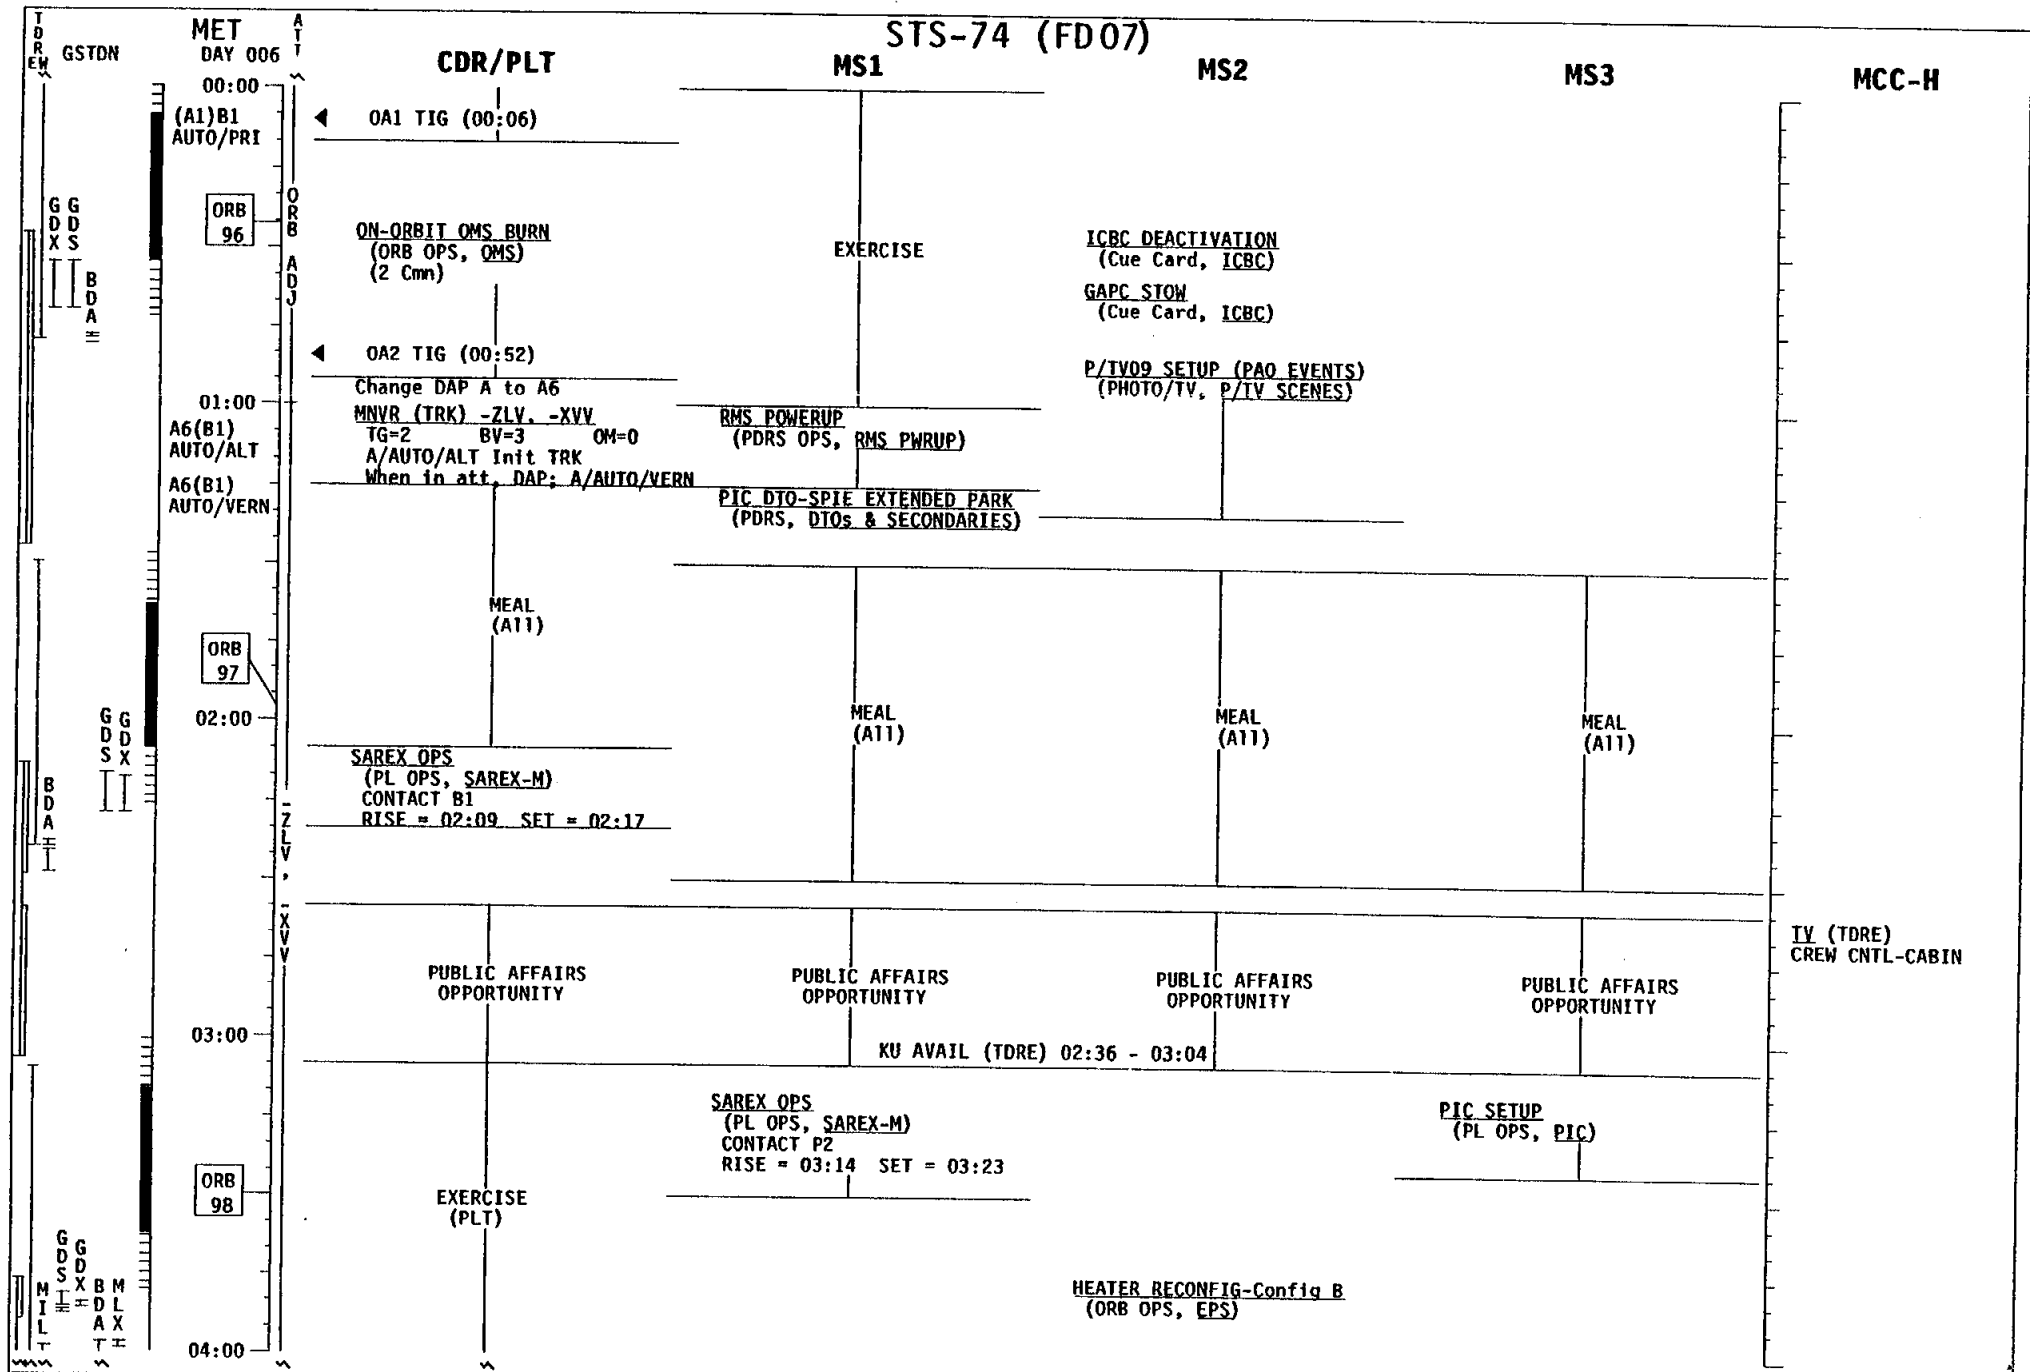 STS-74 (FD07)
TDRE W
GSTDN
MET
DAY 006
ATT
CDR/PLT
MS1
MS2
MS3
MCC-H
00:00
(A1)B1
AUTO/PRI
OA1 TIG (00:06)
ORB ADJ
GDX
GDS
BDA
ORB
96
ON-ORBIT OMS BURN
(ORB OPS, OMS)
(2 Cmn)
EXERCISE
ICBC DEACTIVATION
(Cue Card, ICBC)
GAPC STOW
(Cue Card, ICBC)
OA2 TIG (00:52)
P/TV09 SETUP (PAO EVENTS)
(PHOTO/TV, P/TV SCENES)
Change DAP A to A6
01:00
MNVR (TRK) -ZLV, -XVV
TG=2 BV=3 OM=0
A/AUTO/ALT Init TRK
When in att, DAP: A/AUTO/VERN
A6(B1)
AUTO/ALT
A6(B1)
AUTO/VERN
RMS POWERUP
(PDRS OPS, RMS PWRUP)
PIC DTO-SPIE EXTENDED PARK
(PDRS, DTOs & SECONDARIES)
MEAL
(All)
ORB
97
02:00
MEAL
(All)
MEAL
(All)
MEAL
(All)
GDS
GDX
BDA
SAREX OPS
(PL OPS, SAREX-M)
CONTACT B1
RISE = 02:09 SET = 02:17
-ZLV, -XVV
TV (TDRE)
CREW CNTL-CABIN
PUBLIC AFFAIRS
OPPORTUNITY
PUBLIC AFFAIRS
OPPORTUNITY
PUBLIC AFFAIRS
OPPORTUNITY
PUBLIC AFFAIRS
OPPORTUNITY
03:00
KU AVAIL (TDRE) 02:36 - 03:04
SAREX OPS
(PL OPS, SAREX-M)
CONTACT P2
RISE = 03:14 SET = 03:23
PIC SETUP
(PL OPS, PIC)
ORB
98
EXERCISE
(PLT)
MIL
GDS
GDX
BDA
MLX
HEATER RECONFIG-Config B
(ORB OPS, EPS)
04:00